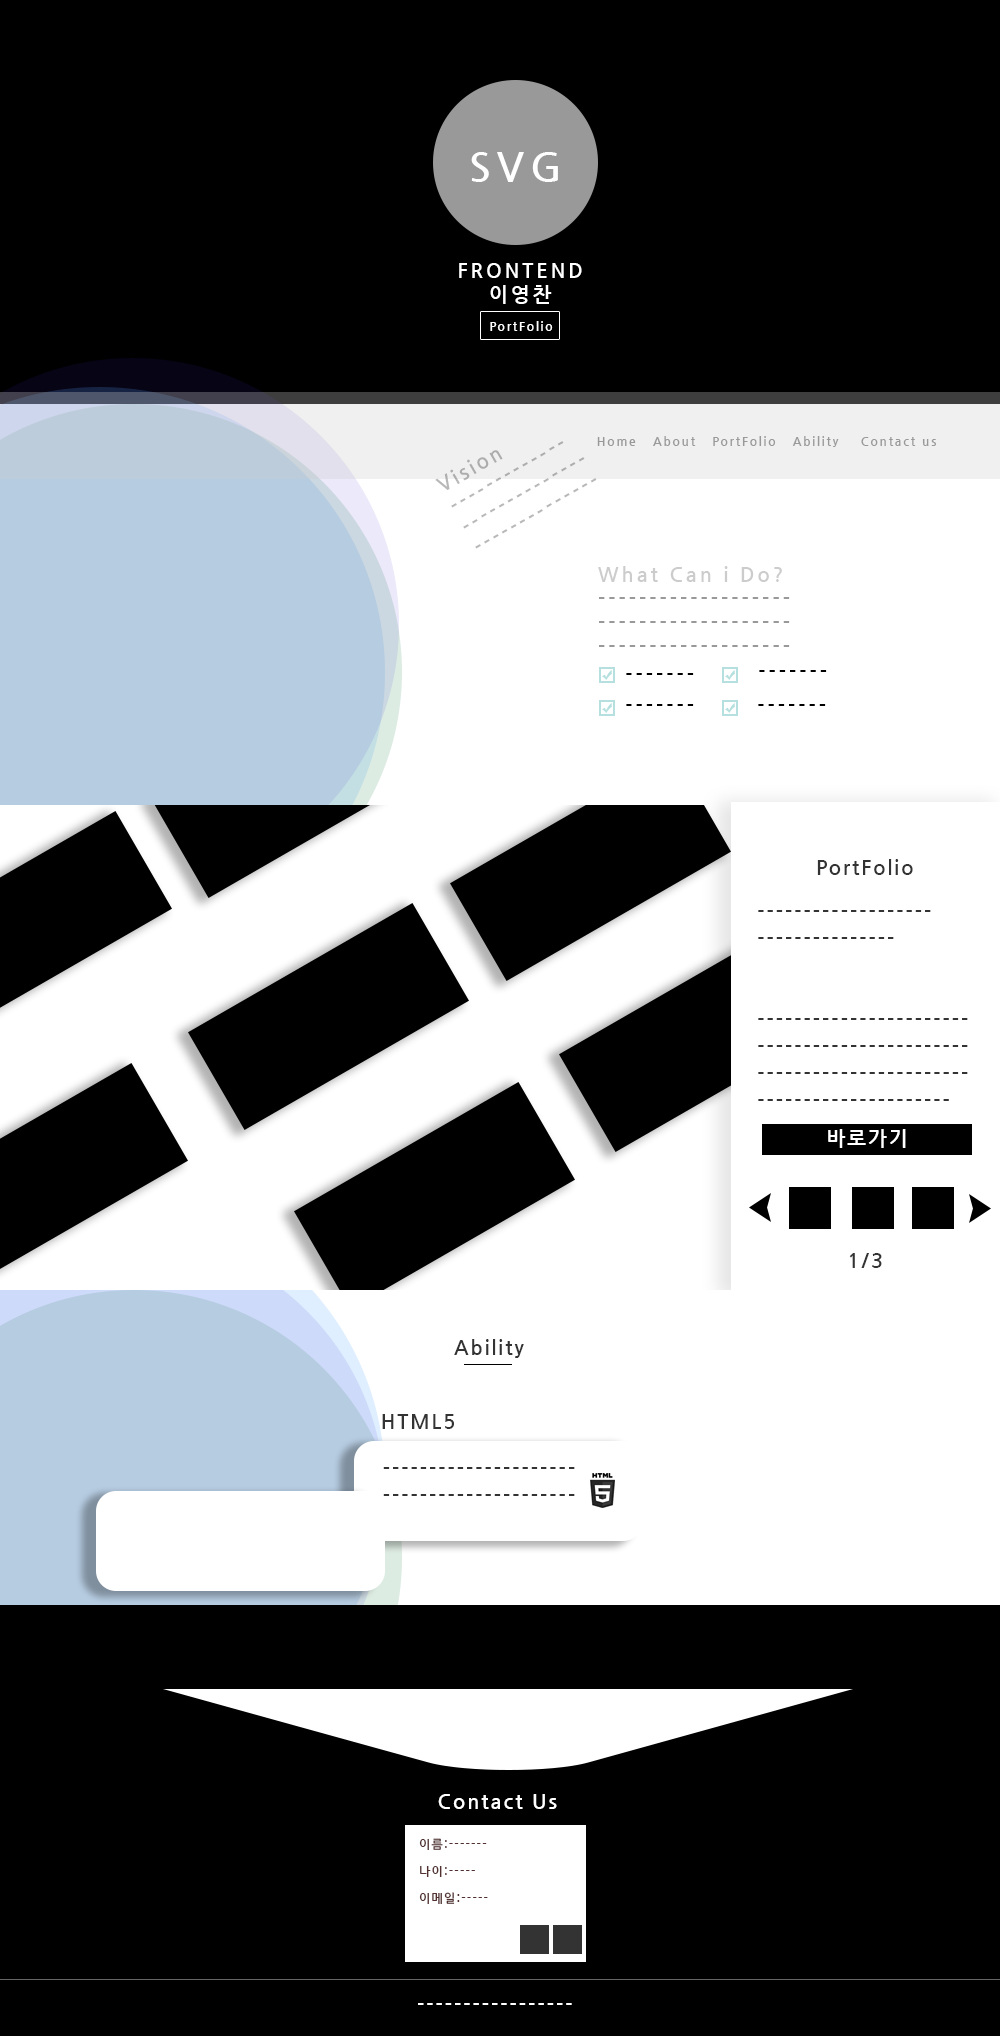 SVG
FRONTEND
이영찬
PortFolio
Home About PortFolio Ability Contact us
Vision
---------------
---------------
---------------
What Can i Do?
-------------------
-------------------
-------------------
------- -------
------- -------
PortFolio
-------------------
---------------
-----------------------
-----------------------
-----------------------
---------------------
바로가기
1/3
Ability
HTML5
---------------------
---------------------
HTML
5
Contact Us
이름:-------
나이:-----
이메일:-----
-----------------